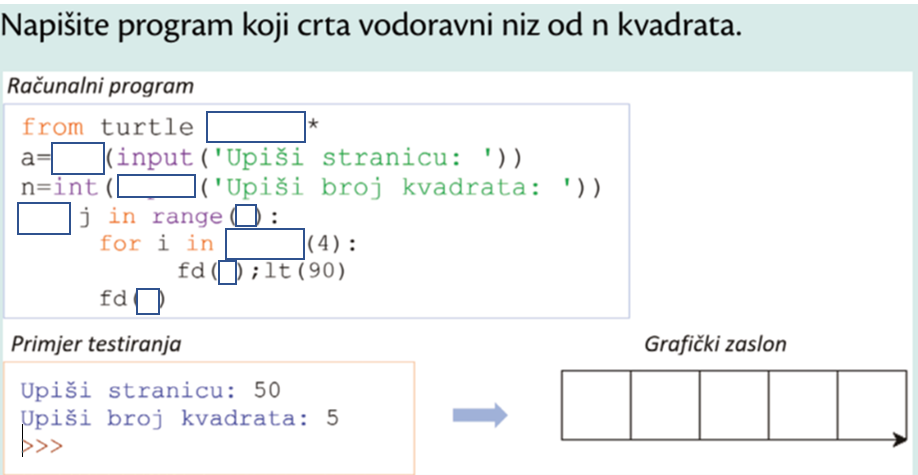 Napišite program koji crta vodoravni niz od n kvadrata.
Računalni program
from turtle *
a= (input('Upiši stranicu: '))
n=int( ('Upiši broj kvadrata: '))
j in range( ):
for i in (4):
fd( );lt(90)
fd( )
Primjer testiranja
Grafički zaslon
Upiši stranicu: 50
Upiši broj kvadrata: 5
>>>